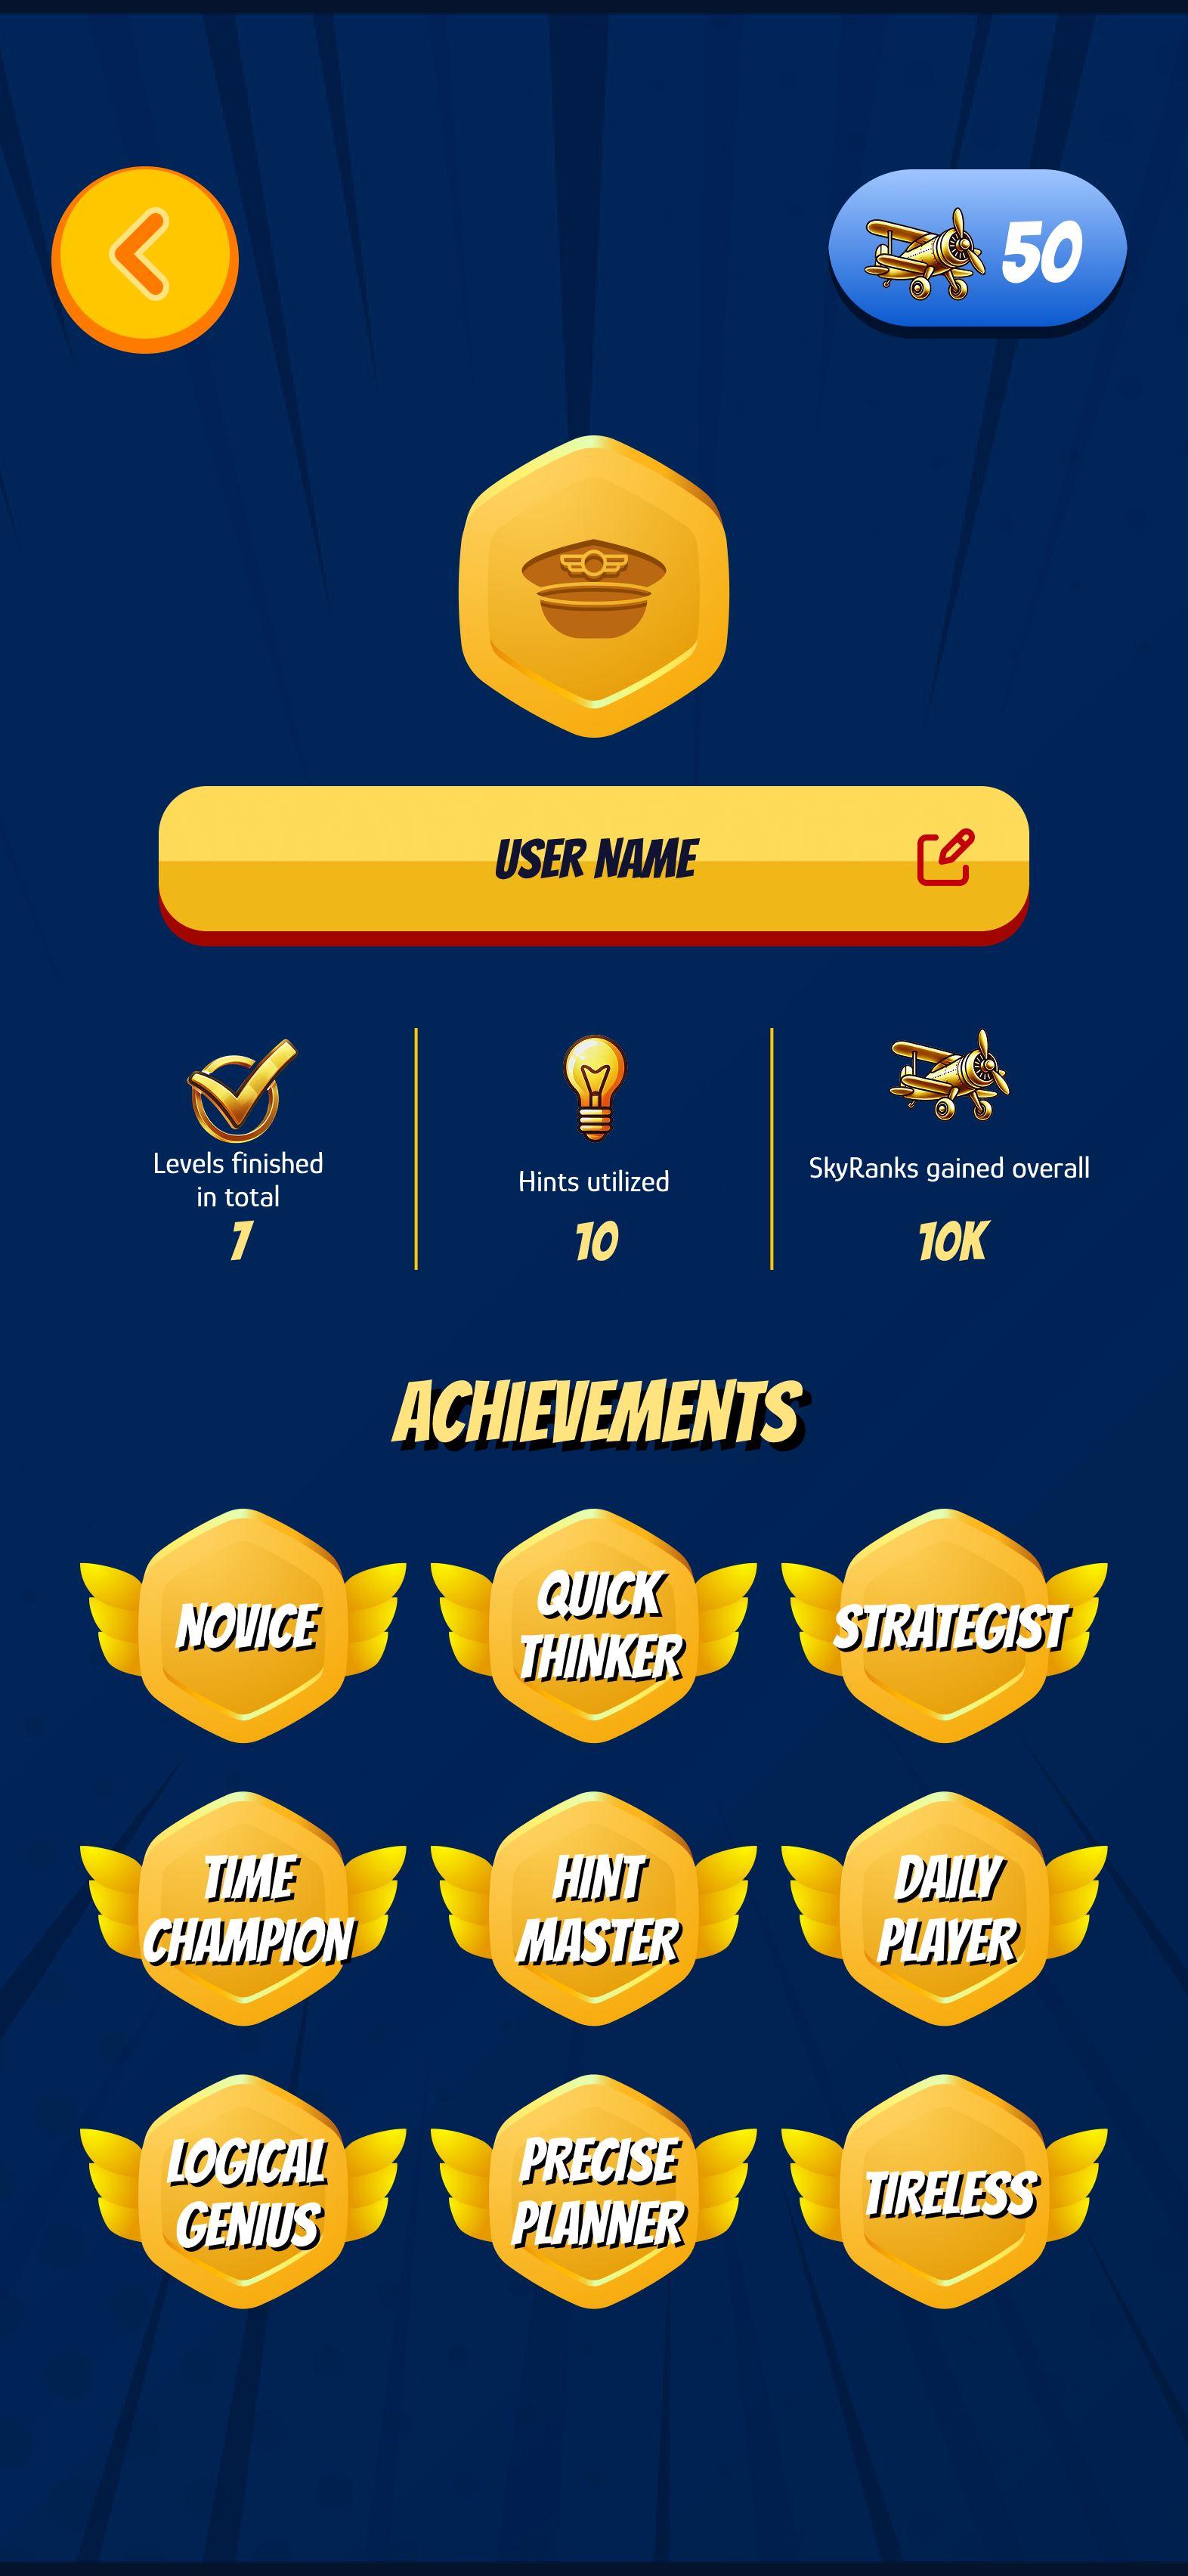 50
USER NAME
Levels finished
in total
7
Hints utilized
10
SkyRanks gained overall
10K
ACHIEVEMENTS
NOVICE
QUICK
THINKER
STRATEGIST
TIME
CHAMPION
HINT
MASTER
DAILY
PLAYER
LOGICAL
GENIUS
PRECISE
PLANNER
TIRELESS